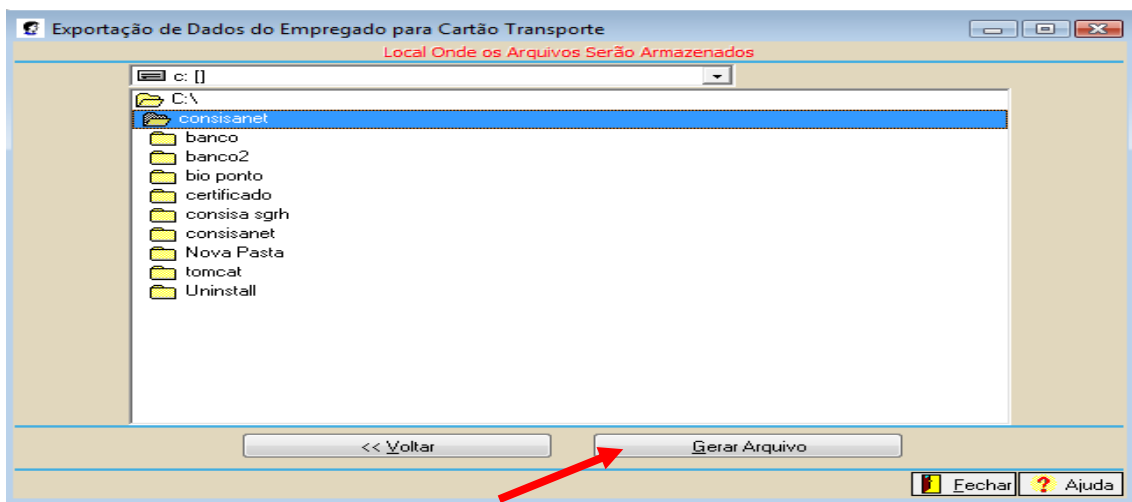 Exportação de Dados do Empregado para Cartão Transporte
Local Onde os Arquivos Serão Armazenados
c: []
C:\
consisanet
banco
banco2
bio ponto
certificado
consisa sgrh
consisanet
Nova Pasta
tomcat
Uninstall
<< Voltar Gerar Arquivo
Fechar ? Ajuda